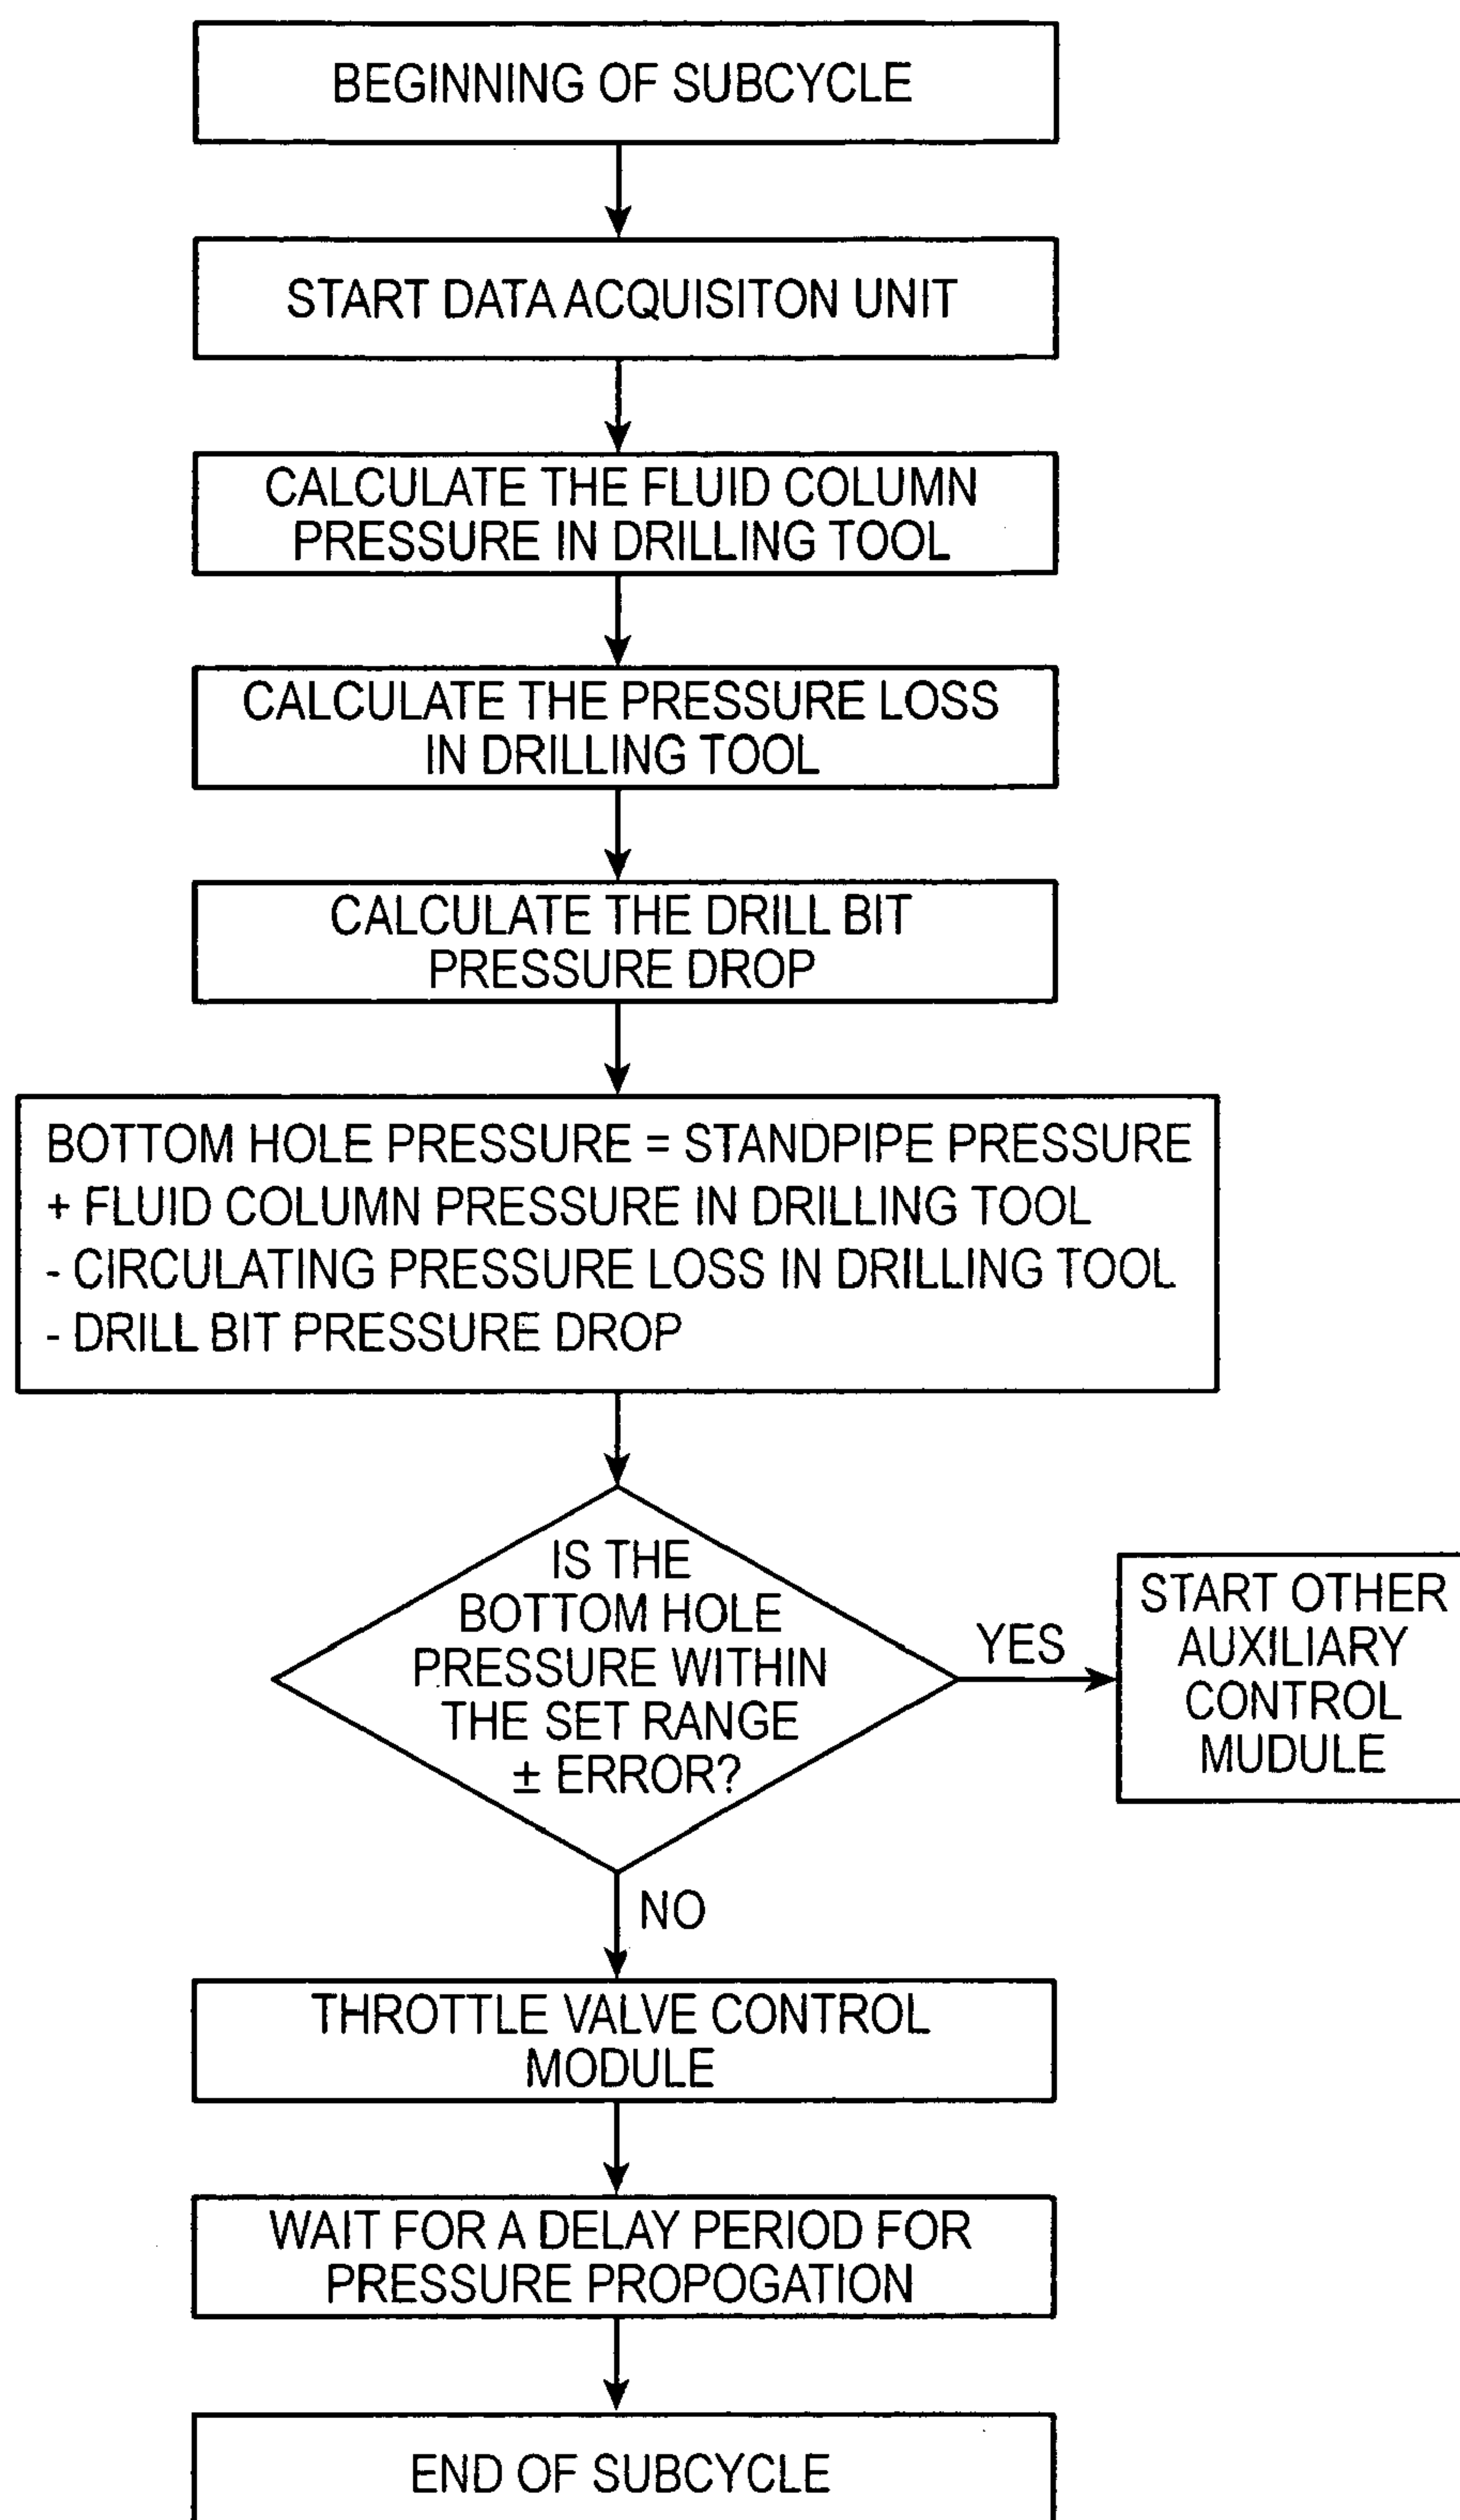 BEGINNING OF SUBCYCLE
START DATA ACQUISITON UNIT
CALCULATE THE FLUID COLUMN
PRESSURE IN DRILLING TOOL
CALCULATE THE PRESSURE LOSS
IN DRILLING TOOL
CALCULATE THE DRILL BIT
PRESSURE DROP
BOTTOM HOLE PRESSURE = STANDPIPE PRESSURE
+ FLUID COLUMN PRESSURE IN DRILLING TOOL
- CIRCULATING PRESSURE LOSS IN DRILLING TOOL
- DRILL BIT PRESSURE DROP
IS THE
BOTTOM HOLE
PRESSURE WITHIN
THE SET RANGE
± ERROR?
YES
START OTHER
AUXILIARY
CONTROL
MUDULE
NO
THROTTLE VALVE CONTROL
MODULE
WAIT FOR A DELAY PERIOD FOR
PRESSURE PROPOGATION
END OF SUBCYCLE